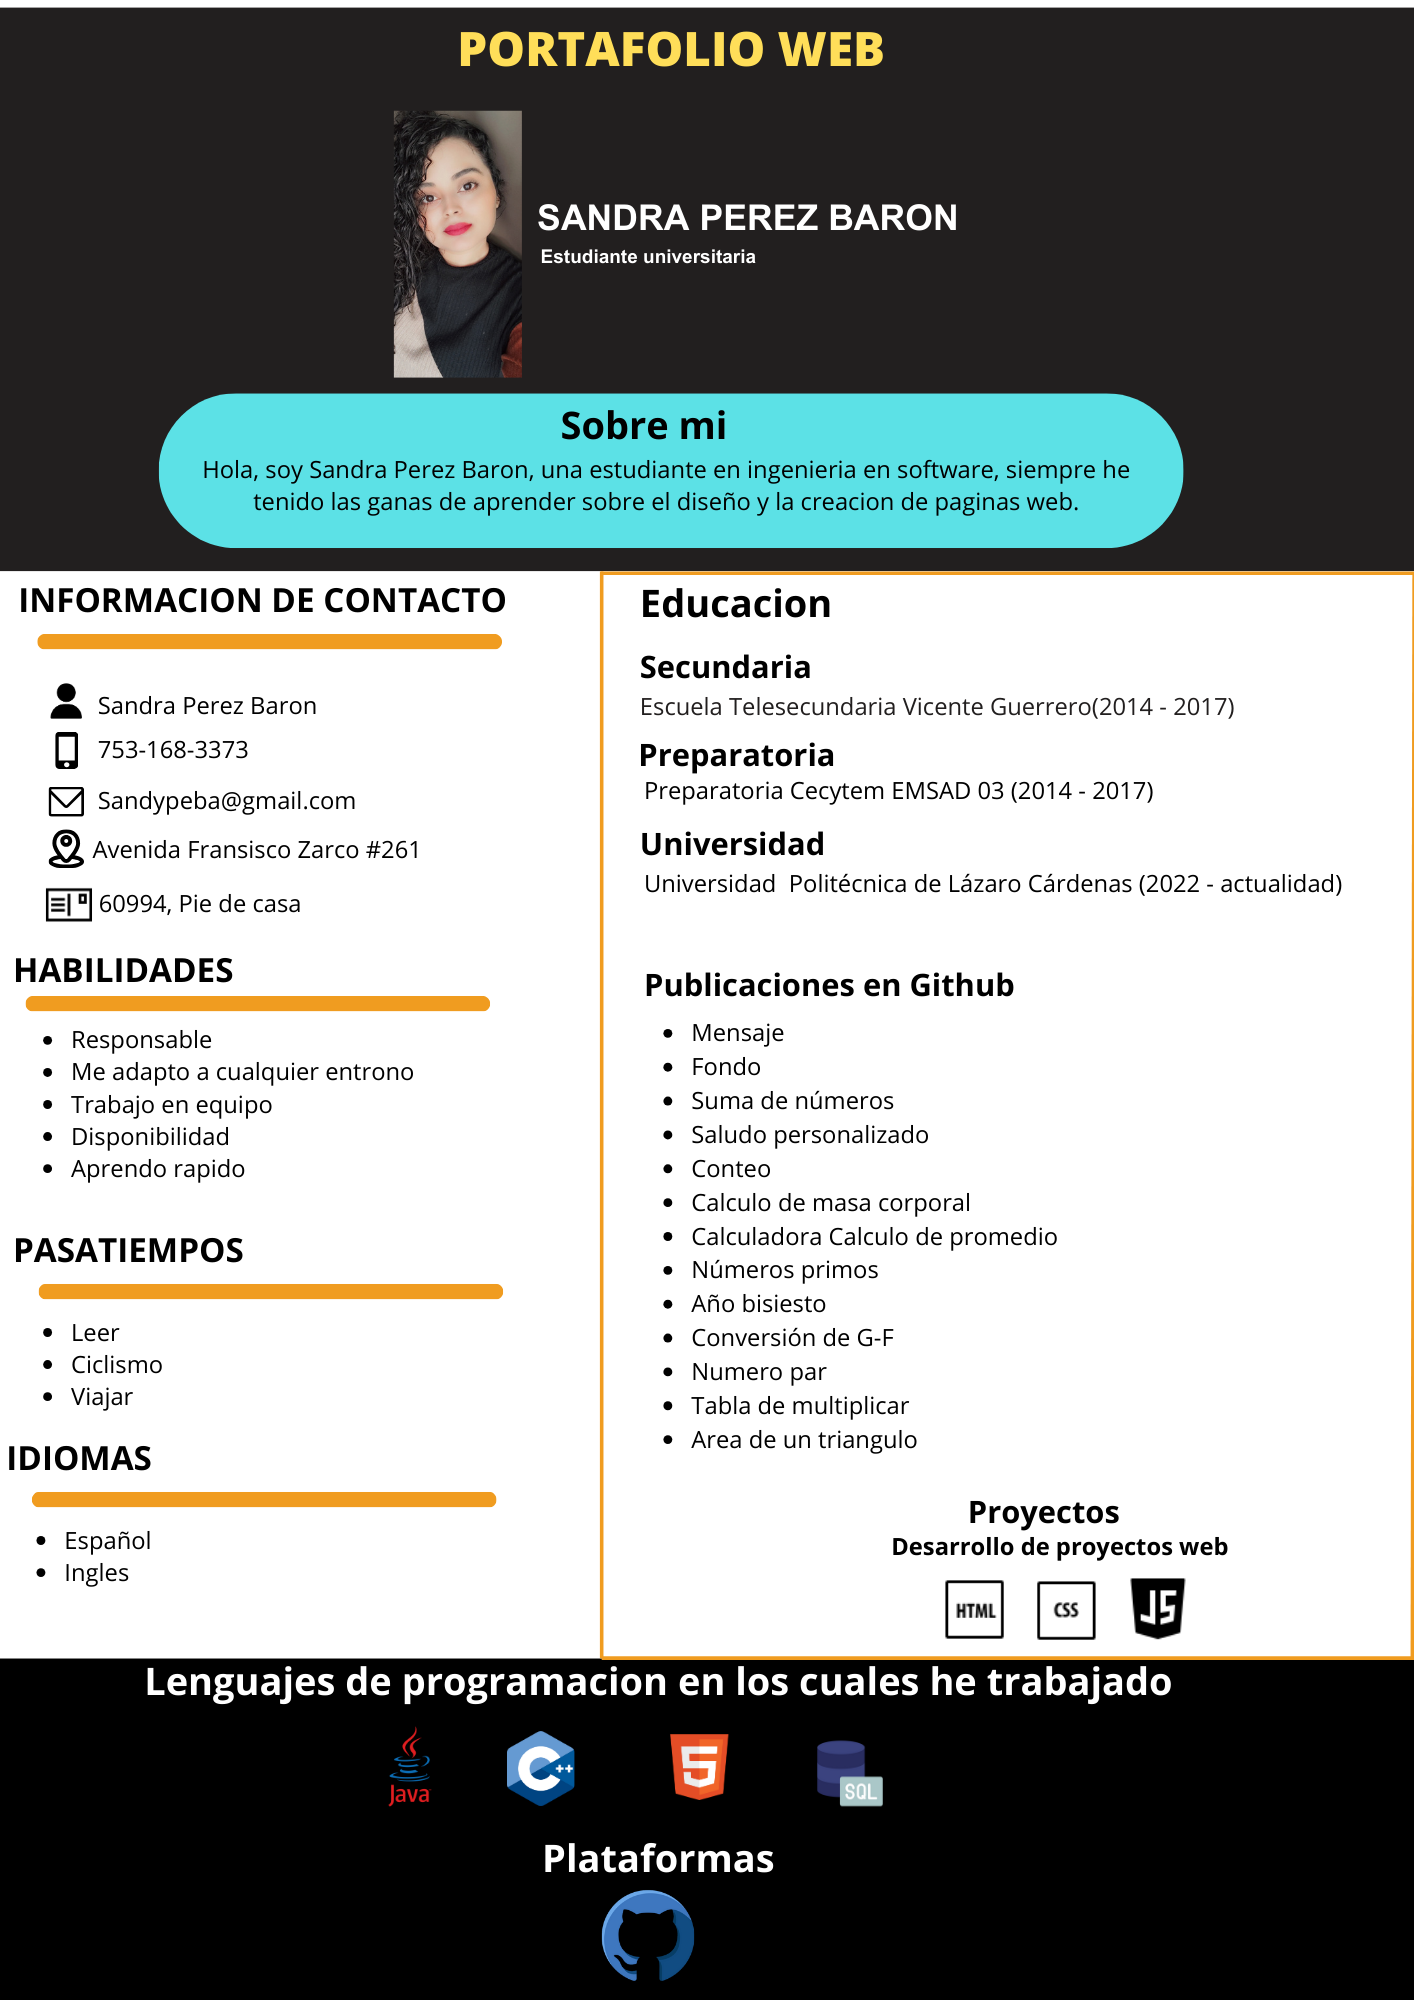 PORTAFOLIO WEB
SANDRA PEREZ BARON
Estudiante universitaria
Sobre mi
Hola, soy Sandra Perez Baron, una estudiante en ingenieria en software, siempre he
tenido las ganas de aprender sobre el diseño y la creacion de paginas web.
INFORMACION DE CONTACTO
Sandra Perez Baron
753-168-3373
Sandypeba@gmail.com
Avenida Fransisco Zarco #261
60994, Pie de casa
HABILIDADES
Responsable
Me adapto a cualquier entrono
Trabajo en equipo
Disponibilidad
Aprendo rapido
PASATIEMPOS
Leer
Ciclismo
Viajar
IDIOMAS
Español
Ingles
Educacion
Secundaria
Escuela Telesecundaria Vicente Guerrero(2014 - 2017)
Preparatoria
Preparatoria Cecytem EMSAD 03 (2014 - 2017)
Universidad
Universidad  Politécnica de Lázaro Cárdenas (2022 - actualidad)
Publicaciones en Github
Mensaje
Fondo
Suma de números
Saludo personalizado
Conteo
Calculo de masa corporal
Calculadora Calculo de promedio
Números primos
Año bisiesto
Conversión de G-F
Numero par
Tabla de multiplicar
Area de un triangulo
Proyectos
Desarrollo de proyectos web
HTML CSS JS
Lenguajes de programacion en los cuales he trabajado
Java C++ 5 SQL
Plataformas